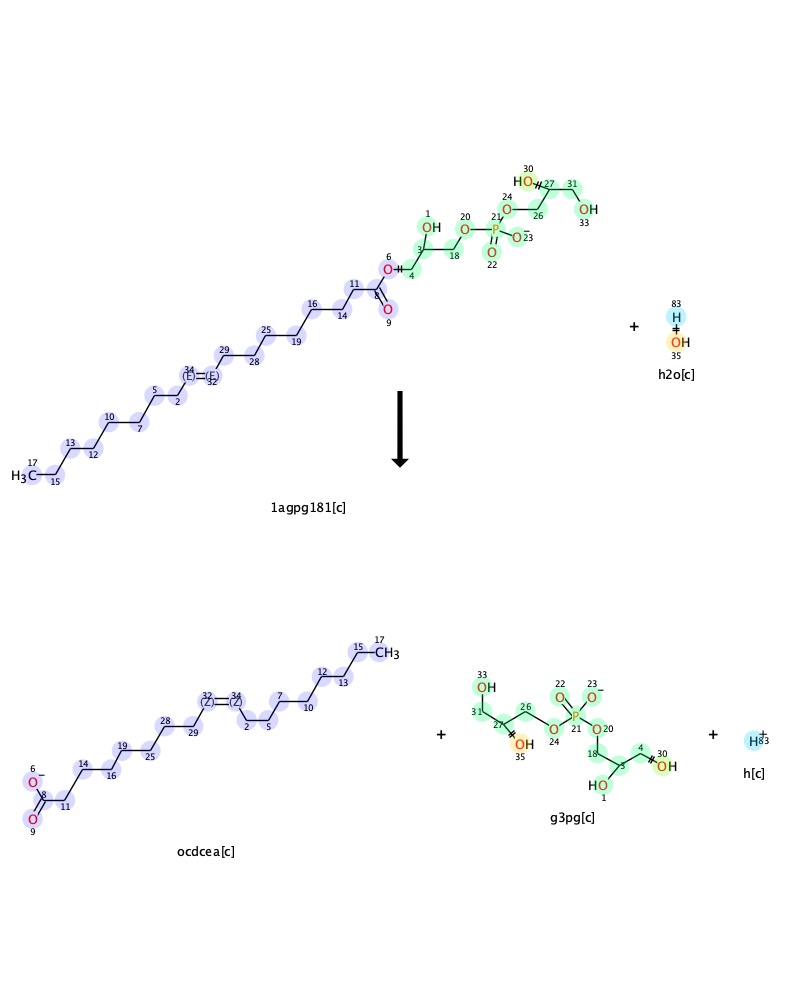 30
HO 27 31
24
1 OH 20 O 21 26 OH
O P O⁻ 23 33
6 3 O
O 18 22
4
11
8 83
16 O H
14 9 + OH
25 35
19 h2o[c]
29
34 28
(E) (E)
32
5
2
10
7
13
12
17
H3C 15
1agpg181[c]
15 17
CH3
12
13
32 34 7
(Z) (Z) 10
28 2 5
29
19
25
14
16
6
O⁻
8
11
O
9
ocdcea[c]
+
33 22 23
OH O O⁻
31 26 P
27 O 21 O 20
OH 24 18 4 30
35 3 OH
HO
1
g3pg[c]
+
H⁺ 83
h[c]